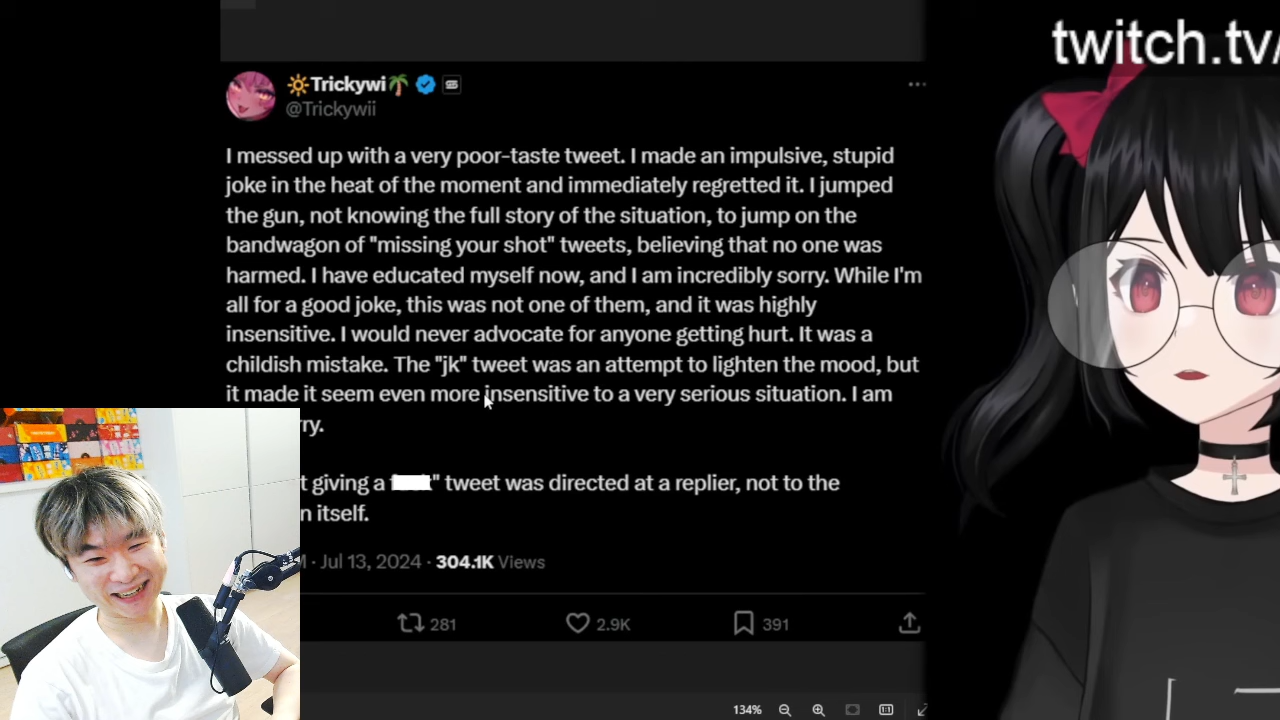 twitch.tv/
Trickywi
@Trickywii
I messed up with a very poor-taste tweet. I made an impulsive, stupid
joke in the heat of the moment and immediately regretted it. I jumped
the gun, not knowing the full story of the situation, to jump on the
bandwagon of "missing your shot" tweets, believing that no one was
harmed. I have educated myself now, and I am incredibly sorry. While I'm
all for a good joke, this was not one of them, and it was highly
insensitive. I would never advocate for anyone getting hurt. It was a
childish mistake. The "jk" tweet was an attempt to lighten the mood, but
it made it seem even more insensitive to a very serious situation. I am
giving a " tweet was directed at a replier, not to the
itself.
· Jul 13, 2024 · 304.1K Views
281 2.9K 391
134%